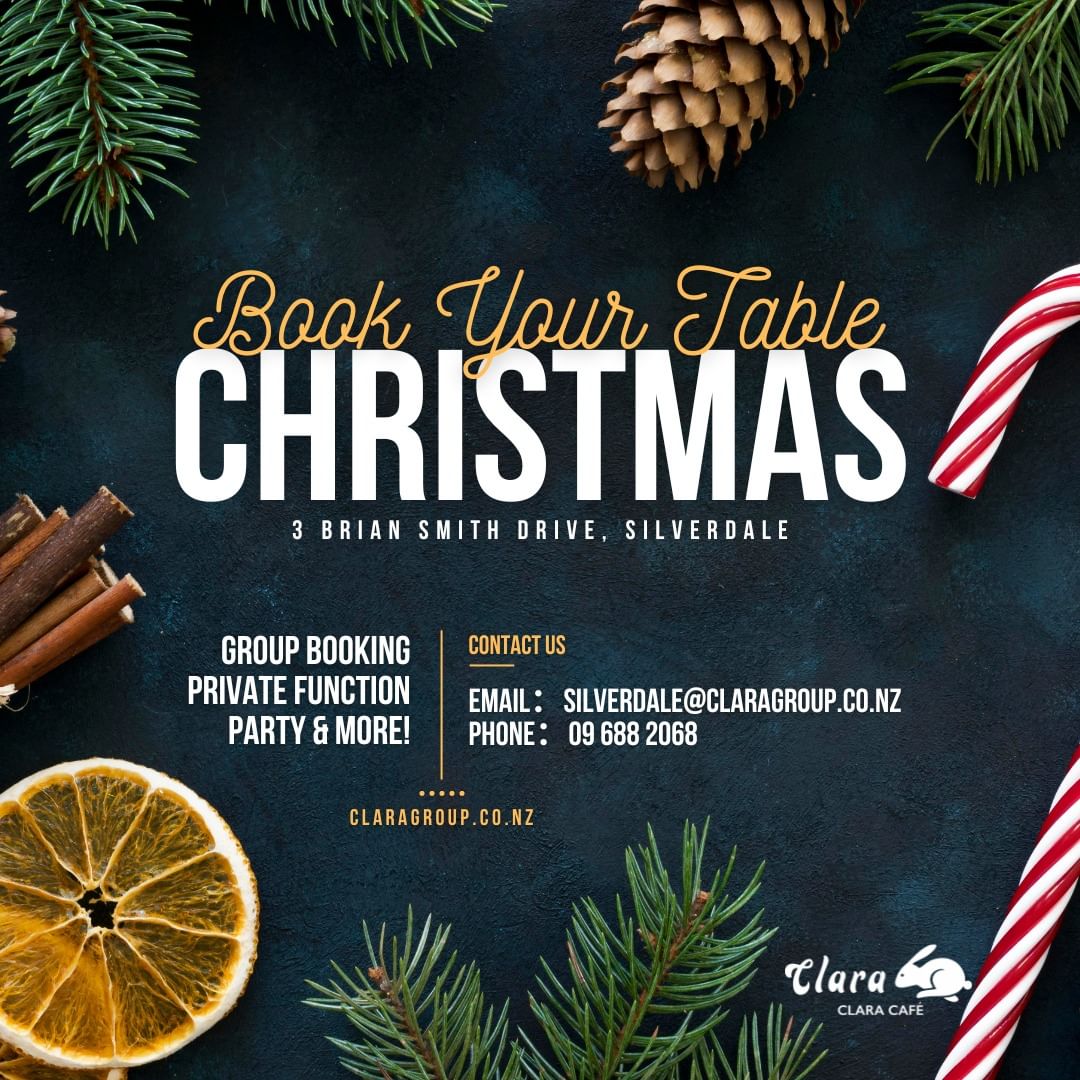 Book Your Table
CHRISTMAS
3 BRIAN SMITH DRIVE, SILVERDALE
GROUP BOOKING
PRIVATE FUNCTION
PARTY & MORE!
CONTACT US
EMAIL： SILVERDALE@CLARAGROUP.CO.NZ
PHONE： 09 688 2068
CLARAGROUP.CO.NZ
Clara
CLARA CAFÉ